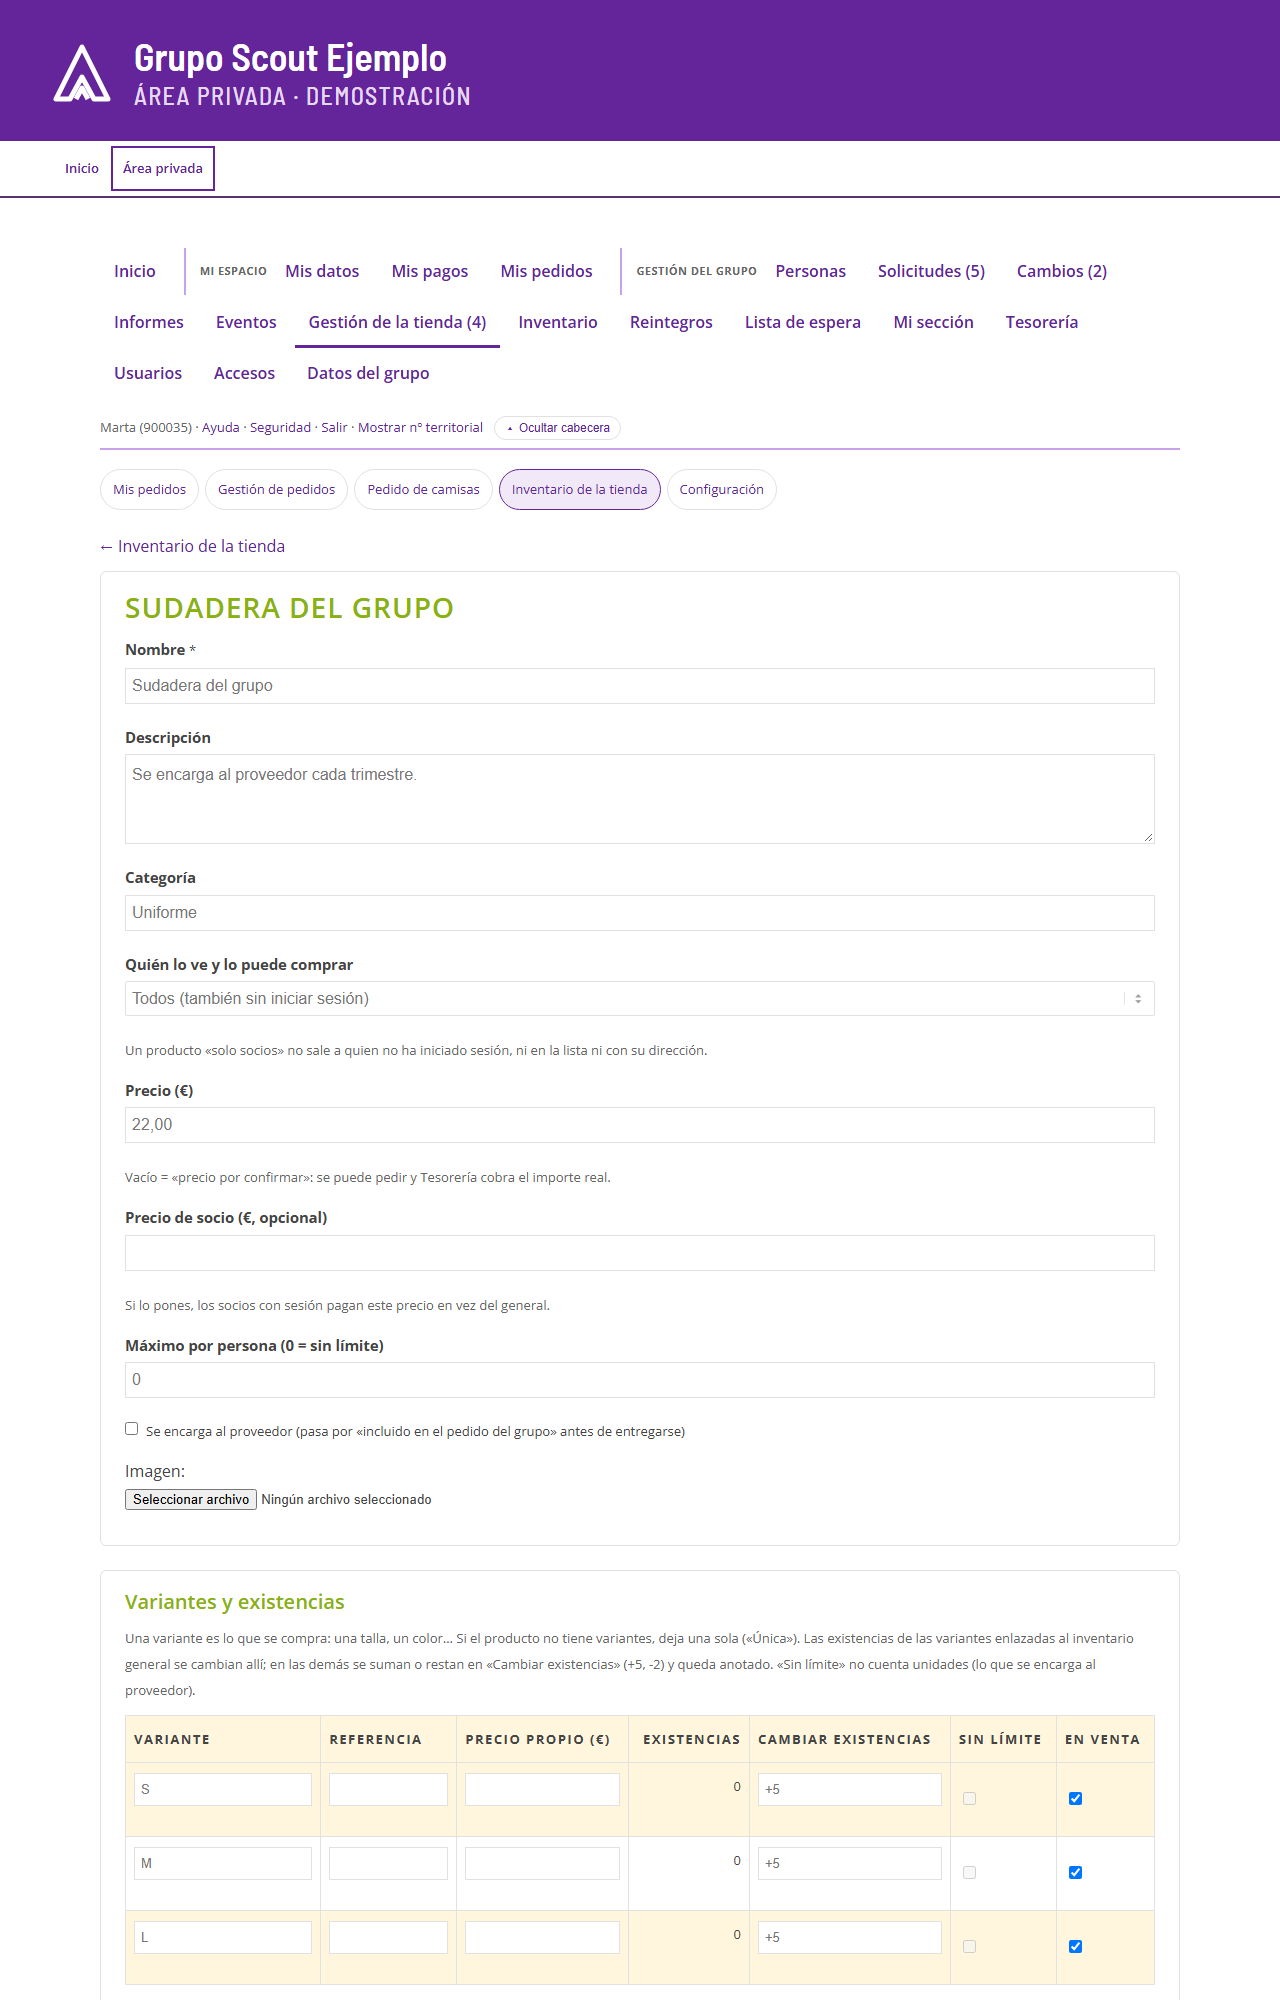 Grupo Scout Ejemplo
ÁREA PRIVADA · DEMOSTRACIÓN
Inicio Área privada
Inicio MI ESPACIO Mis datos Mis pagos Mis pedidos GESTIÓN DEL GRUPO Personas Solicitudes (5) Cambios (2)
Informes Eventos Gestión de la tienda (4) Inventario Reintegros Lista de espera Mi sección Tesorería
Usuarios Accesos Datos del grupo
Marta (900035) · Ayuda · Seguridad · Salir · Mostrar nº territorial ▲ Ocultar cabecera
Mis pedidos Gestión de pedidos Pedido de camisas Inventario de la tienda Configuración
← Inventario de la tienda
SUDADERA DEL GRUPO
Nombre *
Sudadera del grupo
Descripción
Se encarga al proveedor cada trimestre.
Categoría
Uniforme
Quién lo ve y lo puede comprar
Todos (también sin iniciar sesión)
Un producto «solo socios» no sale a quien no ha iniciado sesión, ni en la lista ni con su dirección.
Precio (€)
22,00
Vacío = «precio por confirmar»: se puede pedir y Tesorería cobra el importe real.
Precio de socio (€, opcional)
Si lo pones, los socios con sesión pagan este precio en vez del general.
Máximo por persona (0 = sin límite)
0
Se encarga al proveedor (pasa por «incluido en el pedido del grupo» antes de entregarse)
Imagen:
Seleccionar archivo Ningún archivo seleccionado
Variantes y existencias
Una variante es lo que se compra: una talla, un color... Si el producto no tiene variantes, deja una sola («Única»). Las existencias de las variantes enlazadas al inventario
general se cambian allí; en las demás se suman o restan en «Cambiar existencias» (+5, -2) y queda anotado. «Sin límite» no cuenta unidades (lo que se encarga al
proveedor).
VARIANTE REFERENCIA PRECIO PROPIO (€) EXISTENCIAS CAMBIAR EXISTENCIAS SIN LÍMITE EN VENTA
S 0 +5
M 0 +5
L 0 +5